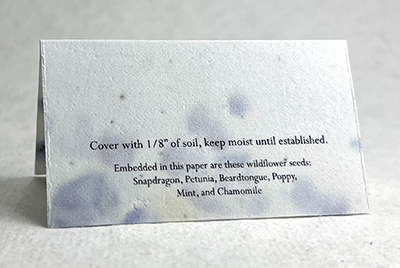 Cover with 1/8" of soil, keep moist until established.
Embedded in this paper are these wildflower seeds:
Snapdragon, Petunia, Beardtongue, Poppy,
Mint, and Chamomile